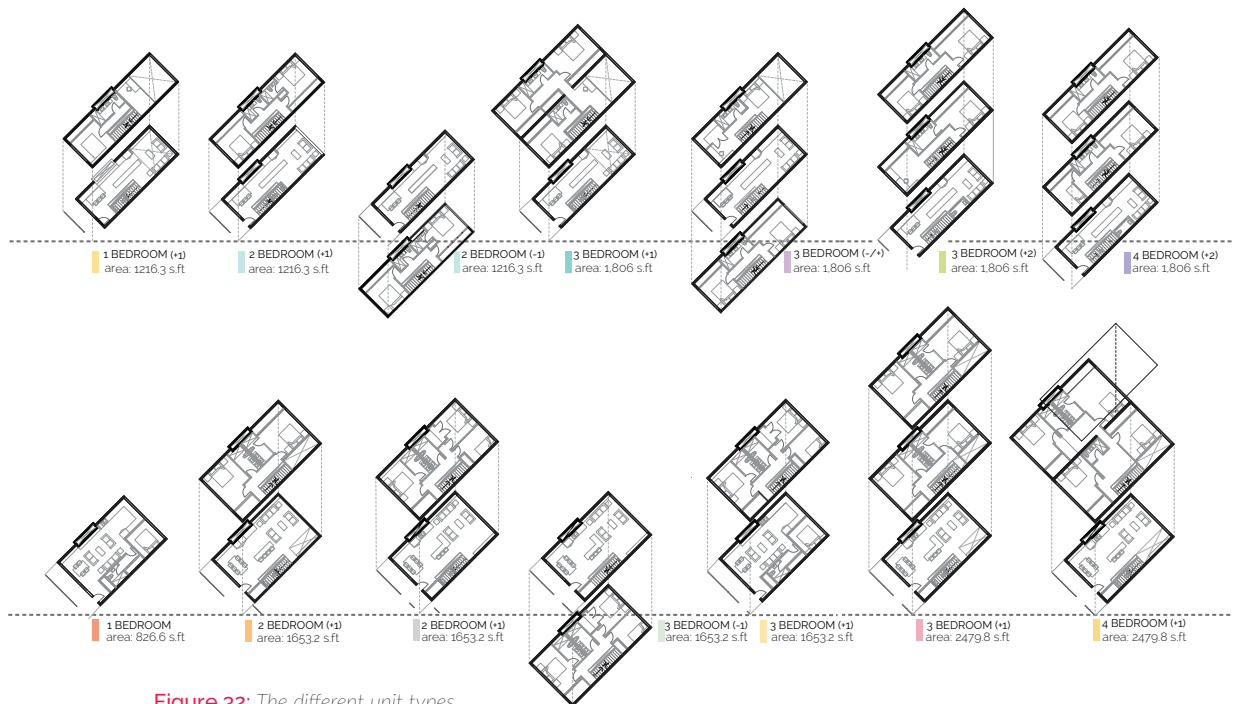 1 BEDROOM (+1)
area: 1216.3 s.ft
2 BEDROOM (+1)
area: 1216.3 s.ft
2 BEDROOM (-1)
area: 1216.3 s.ft
3 BEDROOM (+1)
area: 1,806 s.ft
3 BEDROOM (-/+)
area: 1,806 s.ft
3 BEDROOM (+2)
area: 1,806 s.ft
4 BEDROOM (+2)
area: 1,806 s.ft
1 BEDROOM
area: 826.6 s.ft
2 BEDROOM (+1)
area: 1653.2 s.ft
2 BEDROOM (+1)
area: 1653.2 s.ft
3 BEDROOM (-1)
area: 1653.2 s.ft
3 BEDROOM (+1)
area: 1653.2 s.ft
3 BEDROOM (+1)
area: 2479.8 s.ft
4 BEDROOM (+1)
area: 2479.8 s.ft
Figure 22: The different unit types